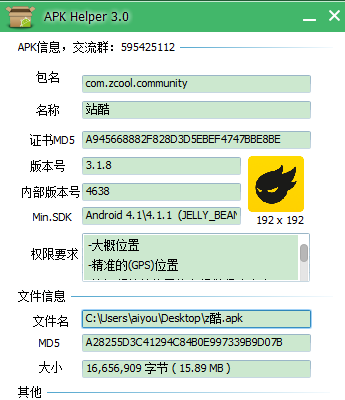 APK Helper 3.0
APK信息，交流群：595425112
包名 com.zcool.community
名称 站酷
证书MD5 A945668882F828D3D5EBEF4747BBE8BE
版本号 3.1.8
内部版本号 4638
192 x 192
Min.SDK Android 4.1\4.1.1 (JELLY_BEAN
权限要求 -大概位置
-精准的(GPS)位置
文件信息
文件名 C:\Users\aiyou\Desktop\z酷.apk
MD5 A28255D3C41294C84B0E997339B9D07B
大小 16,656,909 字节 ( 15.89 MB )
其他